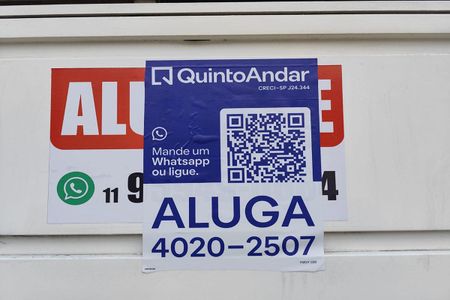 QuintoAndar
CRECI-SP J24.344
ALU E
Mande um
Whatsapp
ou ligue.
11 9 4
ALUGA
4020-2507